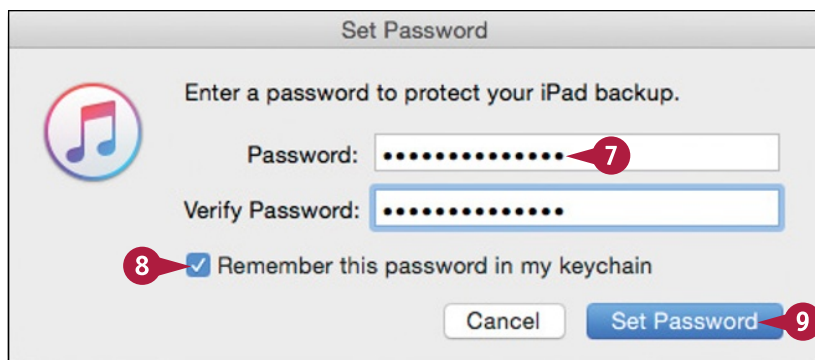 Set Password
Enter a password to protect your iPad backup.
Password: •••••••••••••• 7
Verify Password: ••••••••••••••
8 Remember this password in my keychain
Cancel Set Password 9